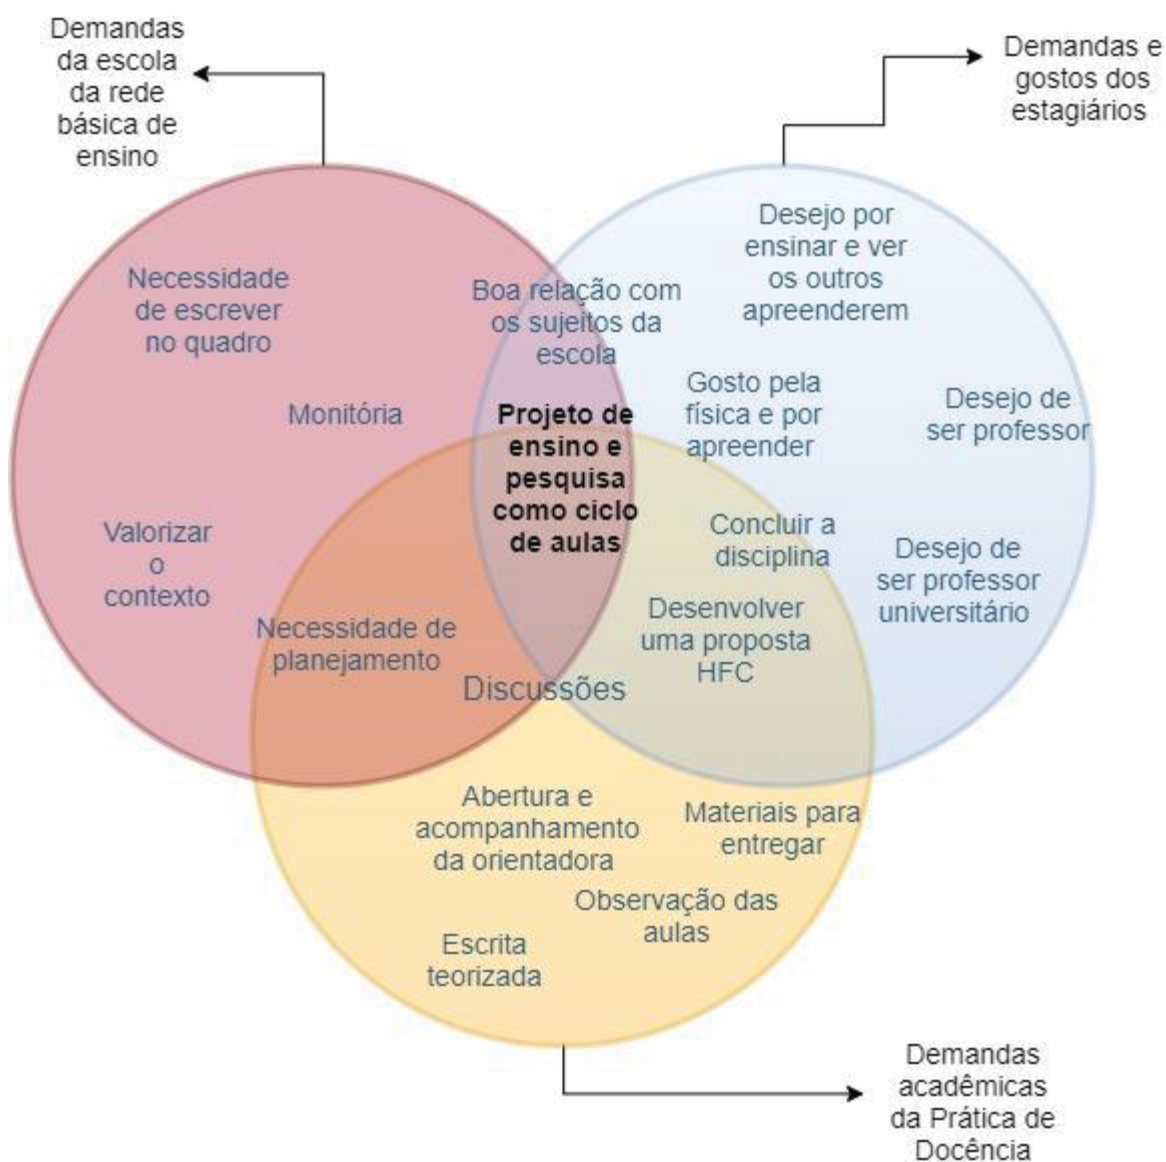 Demandas
da escola
da rede
básica de
ensino
Demandas e
gostos dos
estagiários
Necessidade
de escrever
no quadro
Monitória
Valorizar
o
contexto
Boa relação com
os sujeitos da
escola
Desejo por
ensinar e ver
os outros
apreenderem
Gosto pela
física e por
apreender
Desejo de
ser professor
Desejo de
ser professor
universitário
Projeto de
ensino e
pesquisa
como ciclo
de aulas
Concluir a
disciplina
Desenvolver
uma proposta
HFC
Necessidade de
planejamento
Discussões
Abertura e
acompanhamento
da orientadora
Materiais para
entregar
Observação das
aulas
Escrita
teorizada
Demandas
acadêmicas
da Prática de
Docência